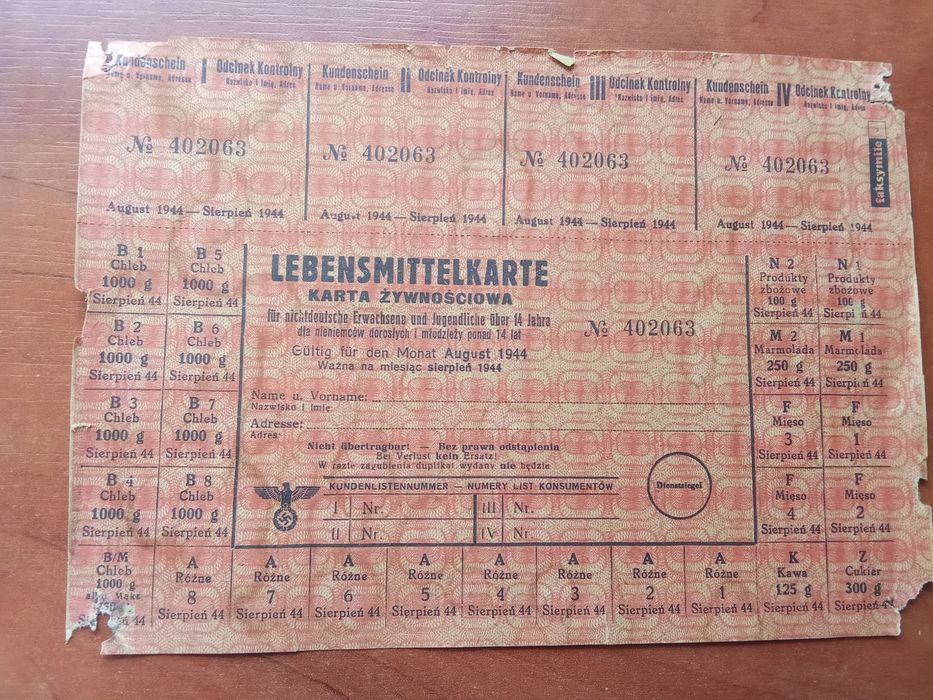 Kundenschein I Odcinek Kontrolny
Name u. Vorname, Adresse Nazwisko i imię, Adres
№ 402063
August 1944 — Sierpień 1944
Kundenschein II Odcinek Kontrolny
Name u. Vorname, Adresse Nazwisko i imię, Adres
№ 402063
August 1944 — Sierpień 1944
Kundenschein III Odcinek Kontrolny
Name u. Vorname, Adresse Nazwisko i imię, Adres
№ 402063
August 1944 — Sierpień 1944
Kundenschein IV Odcinek Kontrolny
Name u. Vorname, Adresse Nazwisko i imię, Adres
№ 402063
August 1944 — Sierpień 1944
faksymile
B 1
Chleb
1000 g
Sierpień 44
B 5
Chleb
1000 g
Sierpień 44
B 2
Chleb
1000 g
Sierpień 44
B 6
Chleb
1000 g
Sierpień 44
B 3
Chleb
1000 g
Sierpień 44
B 7
Chleb
1000 g
Sierpień 44
B 4
Chleb
1000 g
Sierpień 44
B 8
Chleb
1000 g
Sierpień 44
LEBENSMITTELKARTE
KARTA ŻYWNOŚCIOWA
für nichtdeutsche Erwachsene und Jugendliche über 14 Jahre
dla nieniemców dorosłych i młodzieży ponad 14 lat
№ 402063
Gültig für den Monat August 1944
Ważna na miesiąc sierpień 1944
Name u. Vorname:
Nazwisko i imię:
Adresse:
Adres:
Nicht übertragbar! — Bez prawa odstąpienia
Bei Verlust kein Ersatz!
W razie zagubienia duplikat wydany nie będzie
KUNDENLISTENNUMMER — NUMERY LIST KONSUMENTÓW
I Nr. III Nr.
II Nr. IV Nr.
Dienstsiegel
N 2
Produkty
zbożowe
100 g
Sierpień 44
N 1
Produkty
zbożowe
100 g
Sierpień 44
M 2
Marmolada
250 g
Sierpień 44
M 1
Marmolada
250 g
Sierpień 44
F
Mięso
3
Sierpień 44
F
Mięso
1
Sierpień 44
F
Mięso
4
Sierpień 44
F
Mięso
2
Sierpień 44
B/M
Chleb
1000 g
Mąka
A
Różne
8
Sierpień 44
A
Różne
7
Sierpień 44
A
Różne
6
Sierpień 44
A
Różne
5
Sierpień 44
A
Różne
4
Sierpień 44
A
Różne
3
Sierpień 44
A
Różne
2
Sierpień 44
A
Różne
1
Sierpień 44
K
Kawa
125 g
Sierpień 44
Z
Cukier
300 g
Sierpień 44